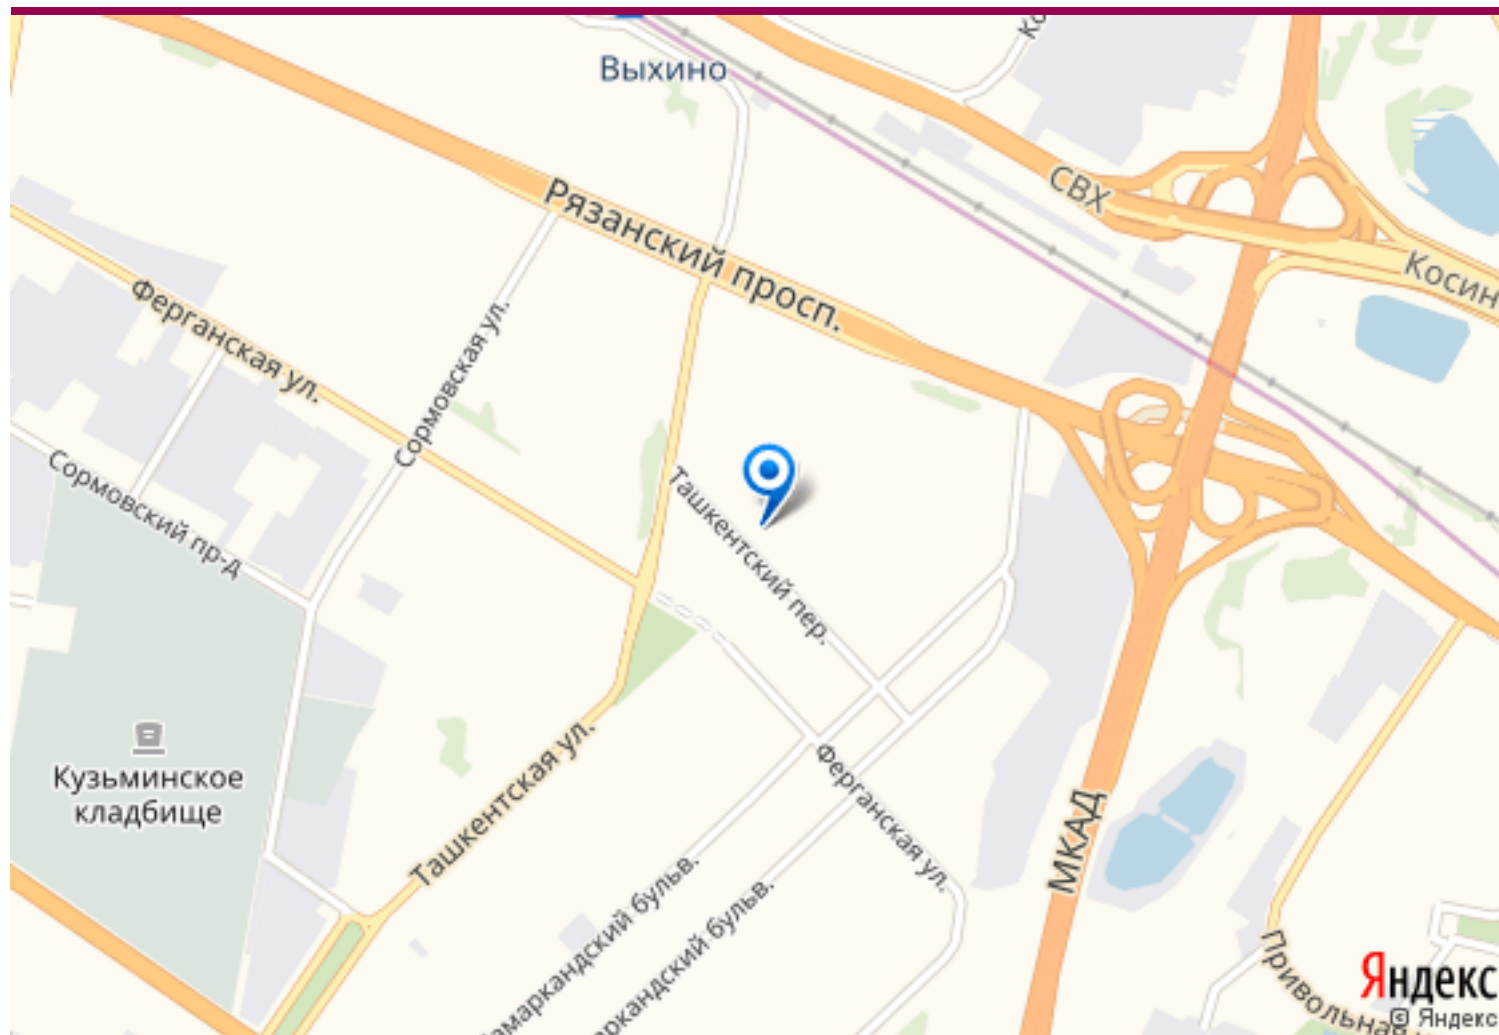 Выхино
СВХ
Рязанский просп.
Косин
Ферганская ул.
Сормовская ул.
Сормовский пр-д
Ташкентский пер.
Кузьминское
кладбище
Ташкентская ул.
Ферганская ул.
МКАД
амаркандский бульв.
ркандский бульв.
Привольная
Яндекс
© Яндекс